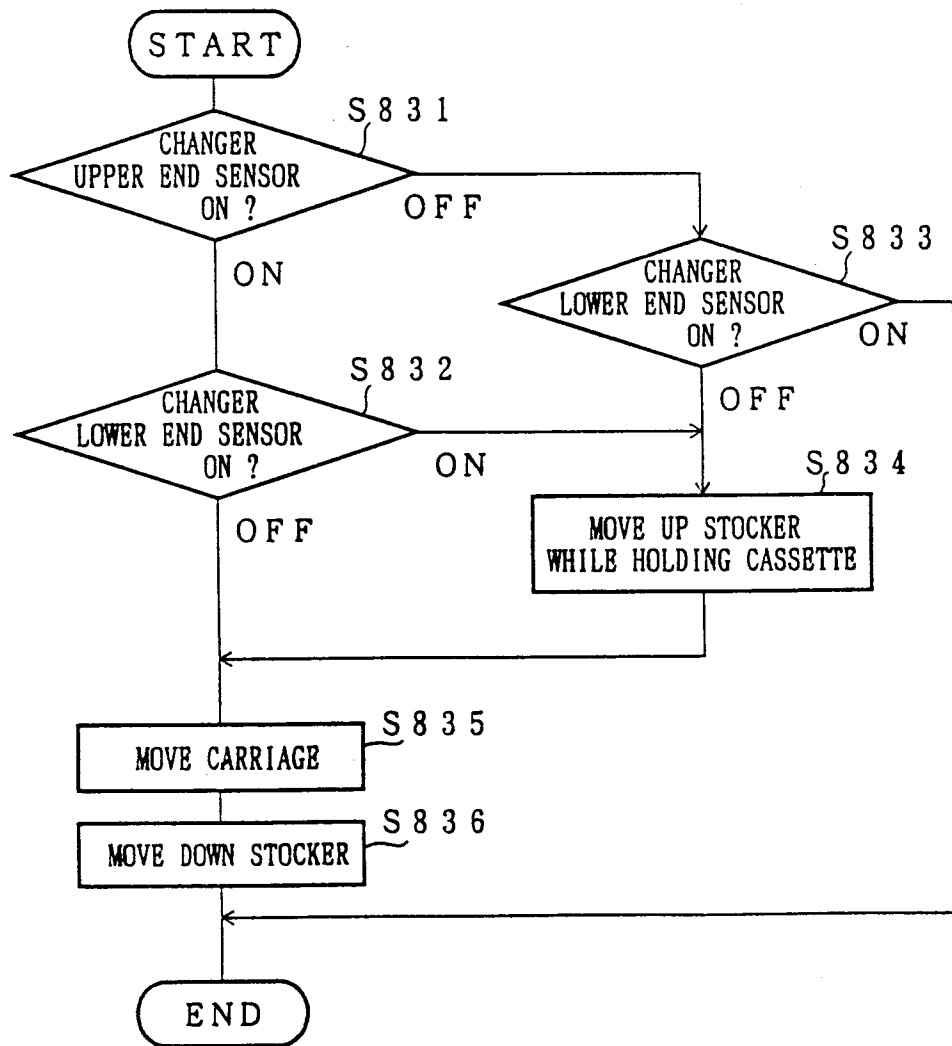 START
S831
CHANGER
UPPER END SENSOR
ON ?
OFF
ON
S833
CHANGER
LOWER END SENSOR
ON ?
ON
OFF
S832
CHANGER
LOWER END SENSOR
ON ?
ON
OFF
S834
MOVE UP STOCKER
WHILE HOLDING CASSETTE
S835
MOVE CARRIAGE
S836
MOVE DOWN STOCKER
END